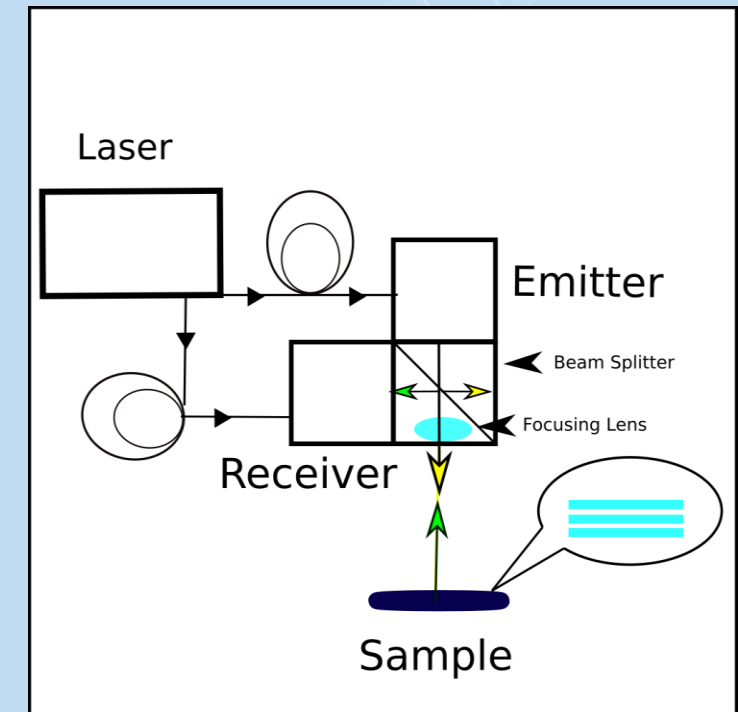 Laser
Emitter
Beam Splitter
Focusing Lens
Receiver
Sample